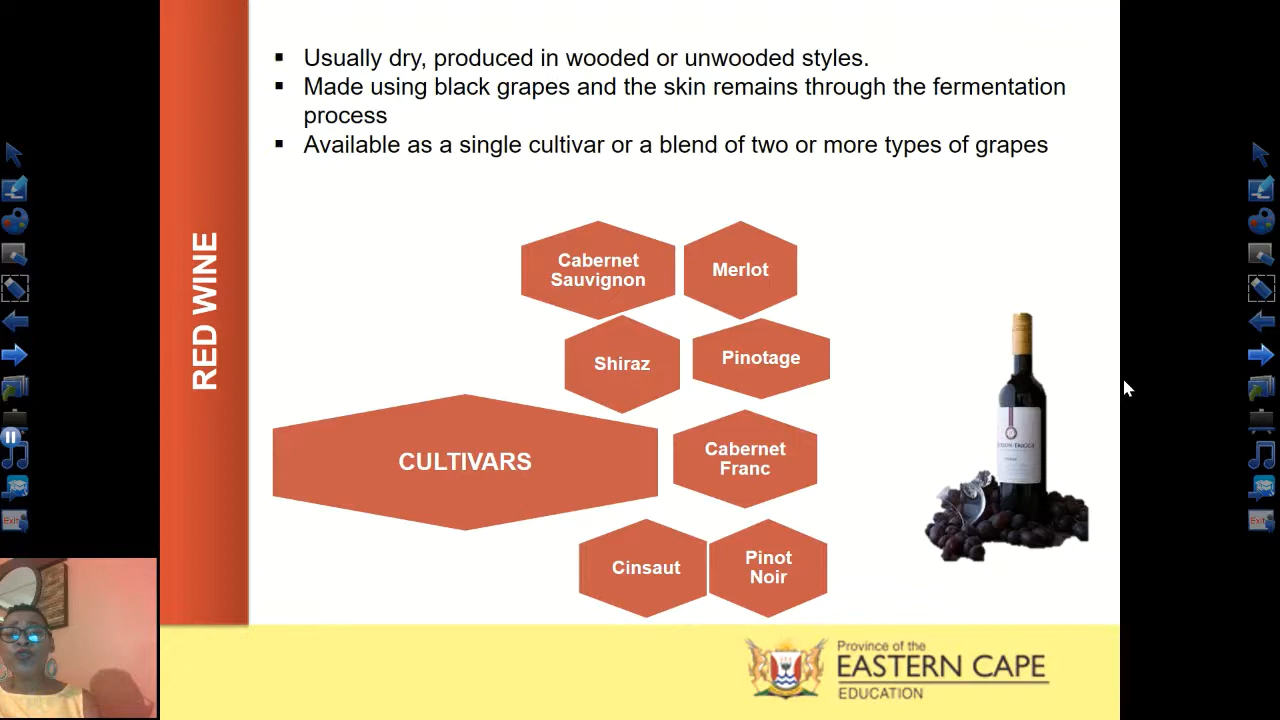 ▪ Usually dry, produced in wooded or unwooded styles.
▪ Made using black grapes and the skin remains through the fermentation
process
▪ Available as a single cultivar or a blend of two or more types of grapes
RED WINE
Cabernet
Sauvignon
Merlot
Shiraz
Pinotage
CULTIVARS
Cabernet
Franc
Cinsaut
Pinot
Noir
Province of the
EASTERN CAPE
EDUCATION
Exit
Exit